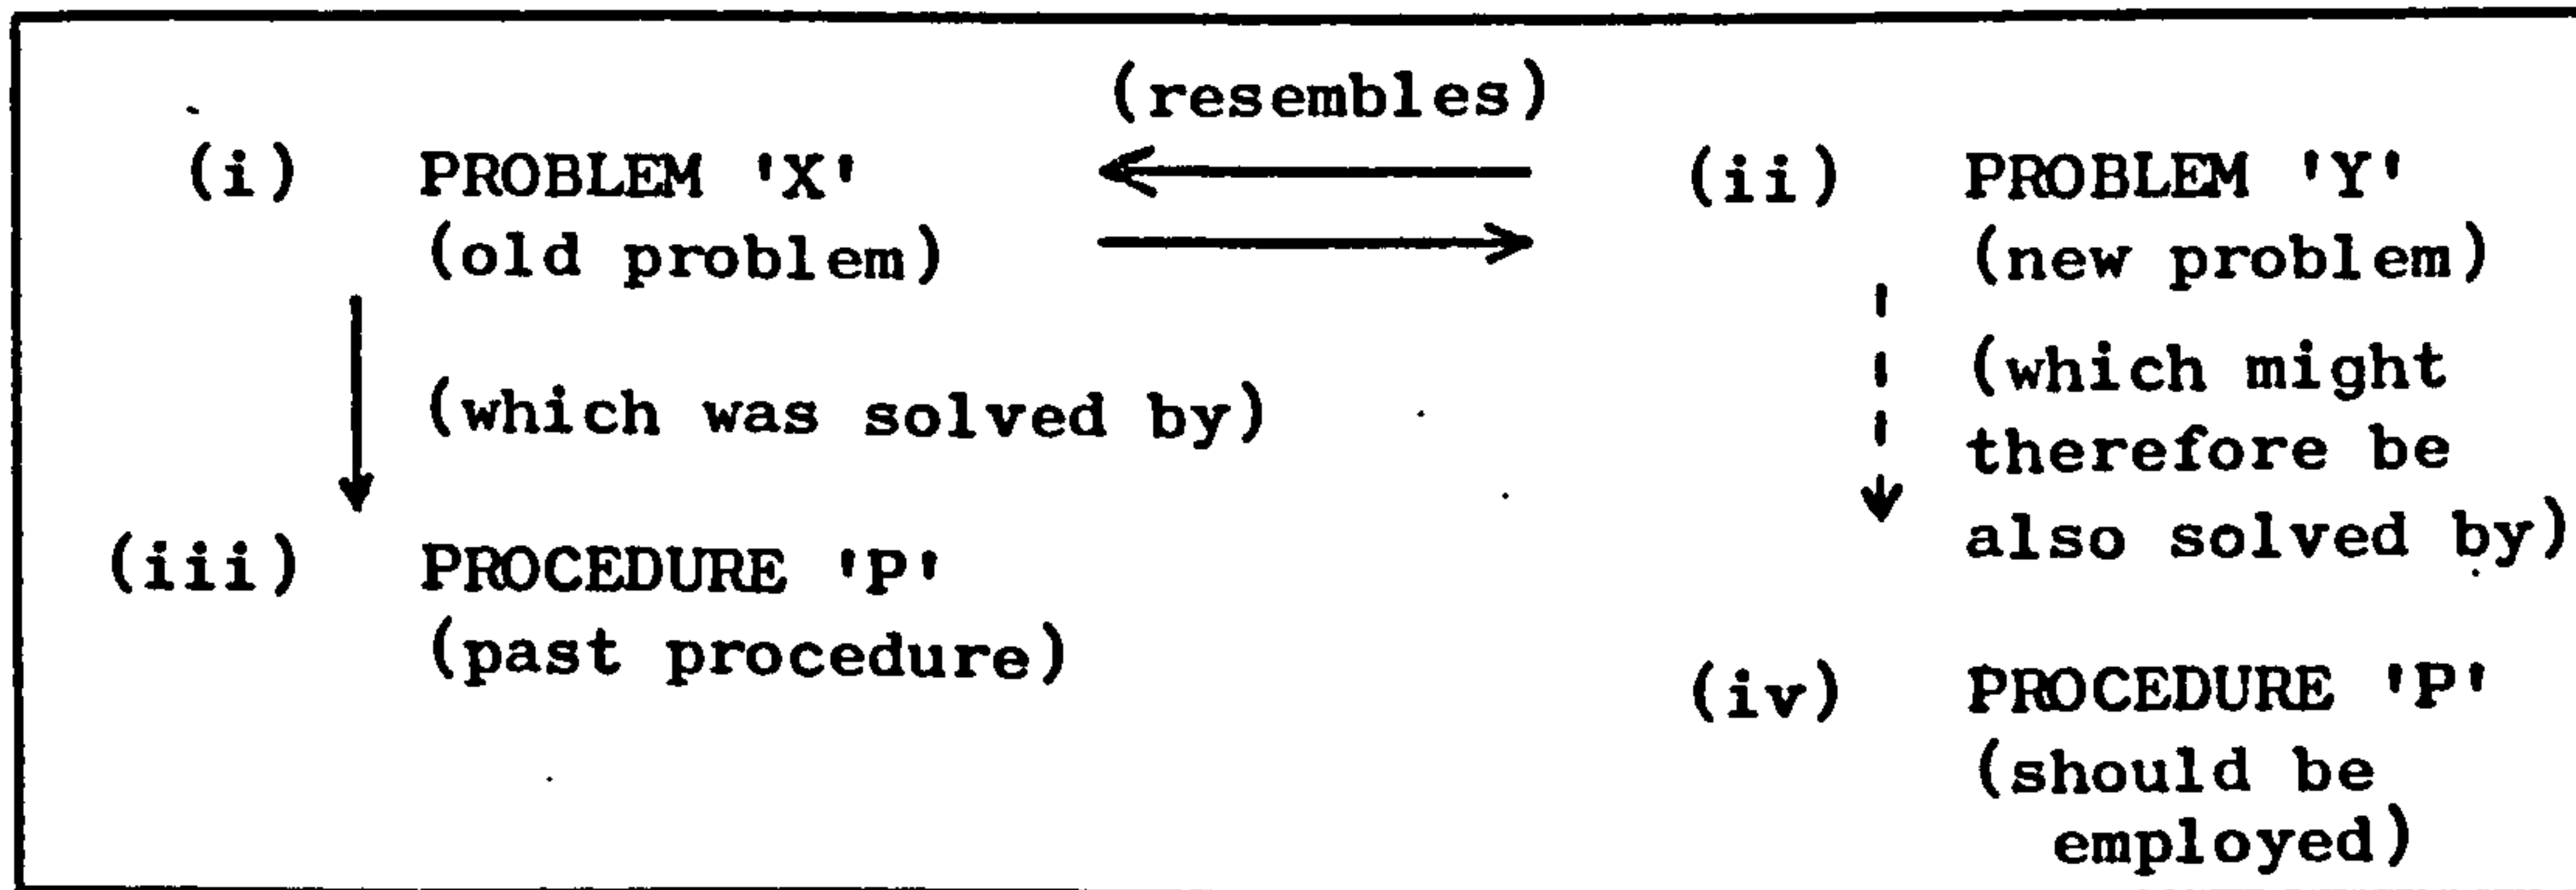 (resembles)
(i) PROBLEM 'X' (ii) PROBLEM 'Y'
(old problem) (new problem)
(which might
(which was solved by) therefore be
also solved by)
(iii) PROCEDURE 'P'
(past procedure) (iv) PROCEDURE 'P'
(should be
employed)